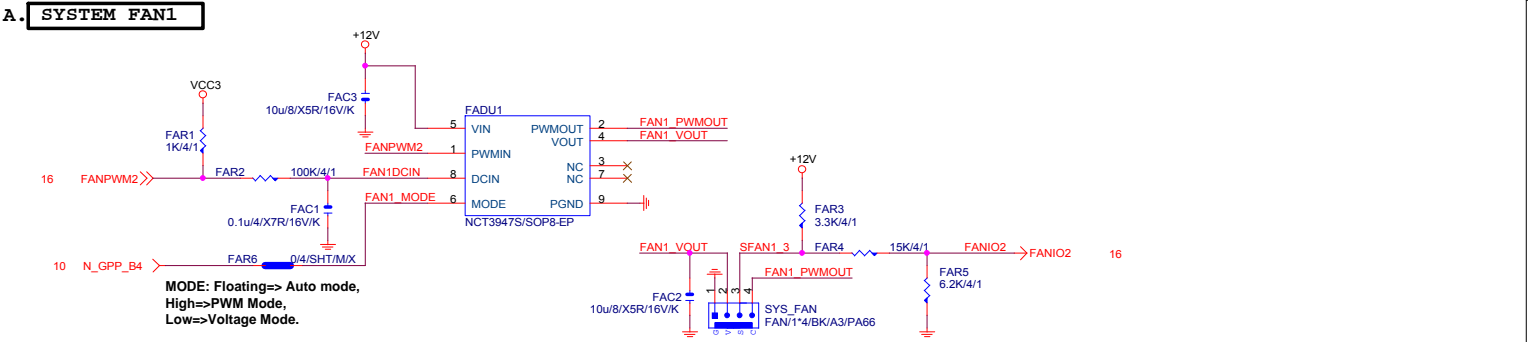 A. SYSTEM FAN1
+12V
VCC3
FAC3
10u/8/X5R/16V/K
FADU1
FAR1
1K/4/1
5 VIN
PWMOUT 2 FAN1_PWMOUT
VOUT 4 FAN1_VOUT
FANPWM2 1 PWMIN
NC 3
16 FANPWM2 FAR2 100K/4/1 FAN1DCIN 8 DCIN
NC 7
FAN1_MODE 6 MODE
PGND 9
FAC1
0.1u/4/X7R/16V/K
NCT3947S/SOP8-EP
+12V
FAR3
3.3K/4/1
FAN1_VOUT SFAN1_3 FAR4 15K/4/1 FANIO2 FANIO2 16
10 N_GPP_B4 FAR6 0/4/SHT/M/X
FAN1_PWMOUT
FAR5
6.2K/4/1
MODE: Floating=> Auto mode,
High=>PWM Mode,
Low=>Voltage Mode.
FAC2
10u/8/X5R/16V/K
1 2 3 4
G V S C
SYS_FAN
FAN/1*4/BK/A3/PA66